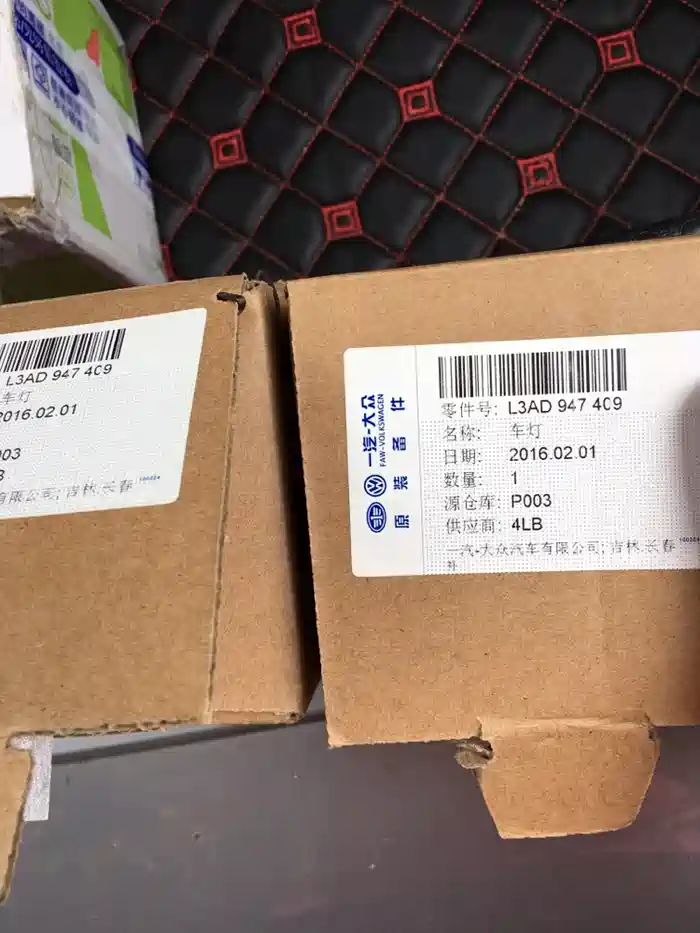 L3AD 947 409
车灯
2016.02.01
003
有限公司; 吉林.长春
100224
一汽-大众
FAW-VOLKSWAGEN
原装备件
零件号: L3AD 947 409
名称: 车灯
日期: 2016.02.01
数量: 1
源仓库: P003
供应商: 4LB
一汽-大众汽车有限公司; 吉林.长春
100224